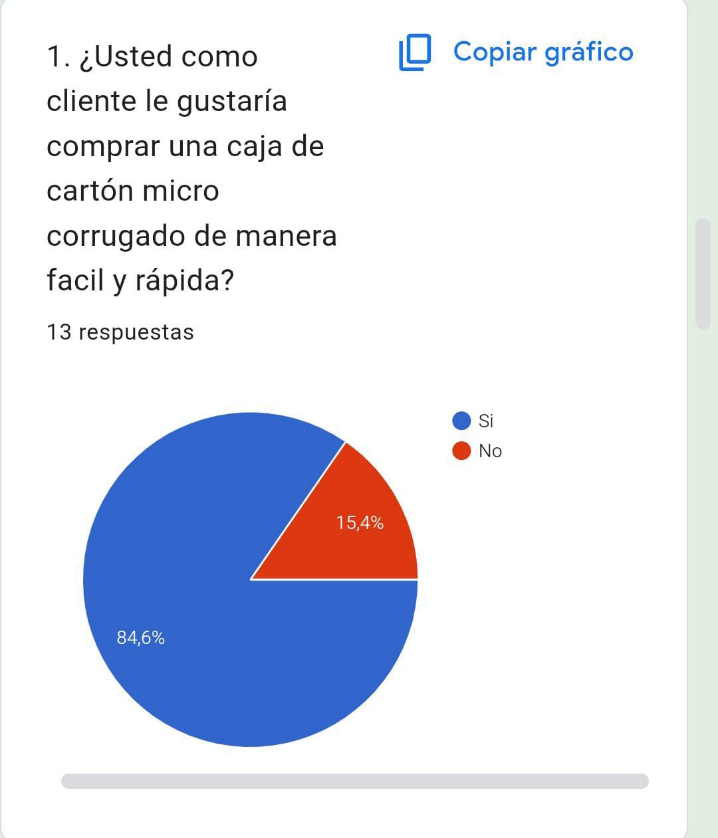 1. ¿Usted como
cliente le gustaría
comprar una caja de
cartón micro
corrugado de manera
facil y rápida?
Copiar gráfico
13 respuestas
Si
No
15,4%
84,6%